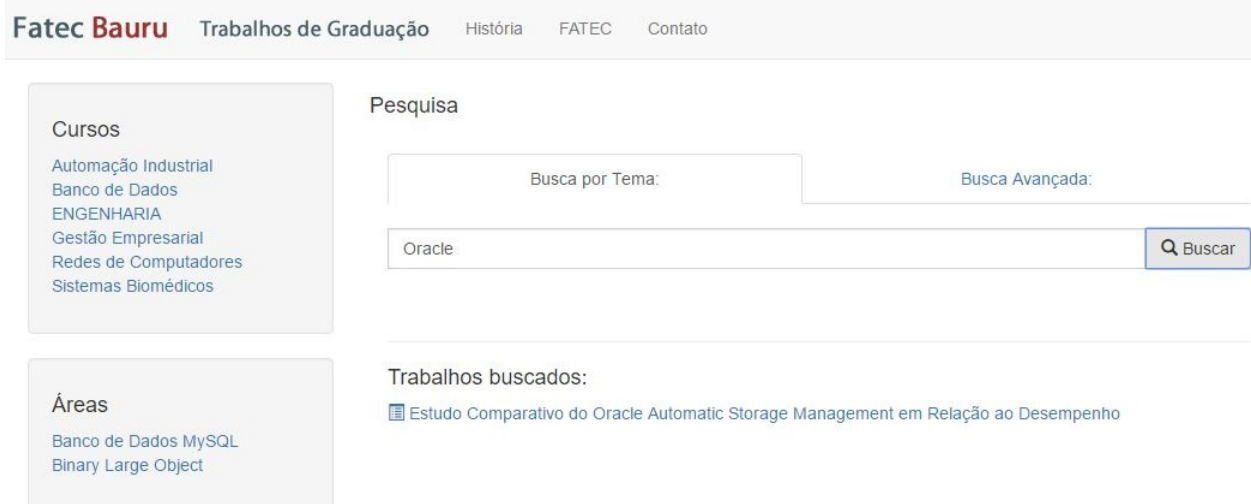 Fatec Bauru Trabalhos de Graduação História FATEC Contato
Cursos
Automação Industrial
Banco de Dados
ENGENHARIA
Gestão Empresarial
Redes de Computadores
Sistemas Biomédicos
Áreas
Banco de Dados MySQL
Binary Large Object
Pesquisa
Busca por Tema: Busca Avançada:
Oracle Buscar
Trabalhos buscados:
Estudo Comparativo do Oracle Automatic Storage Management em Relação ao Desempenho